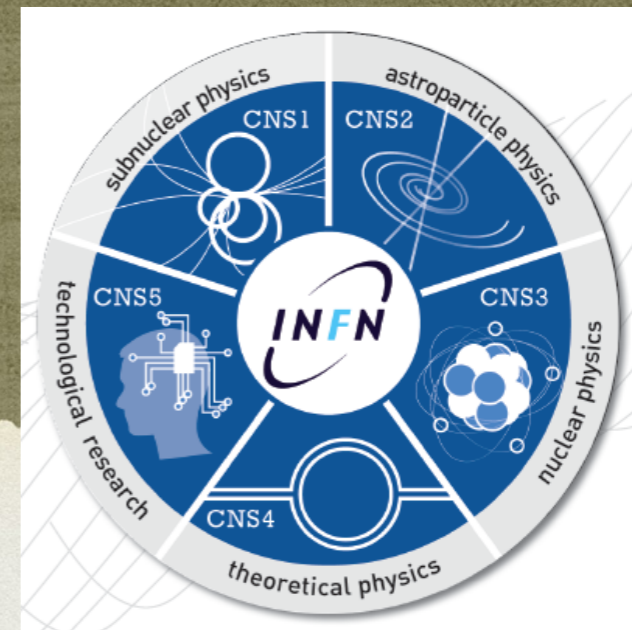 subnuclear physics
astroparticle physics
CNS1
CNS2
CNS5
CNS3
INFN
technological research
nuclear physics
CNS4
theoretical physics